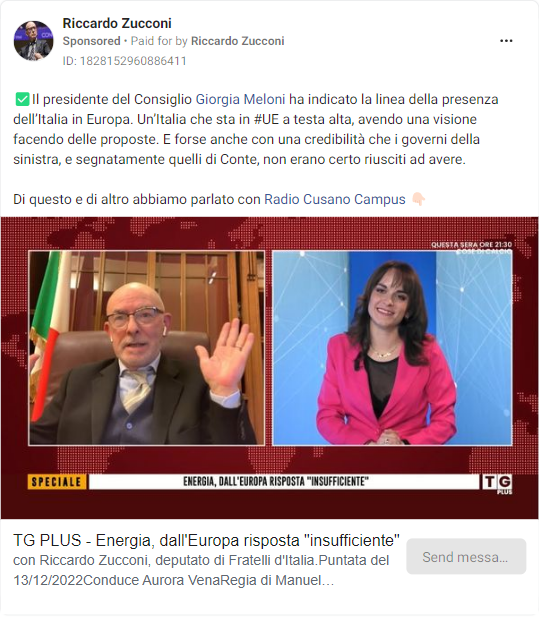 Riccardo Zucconi
Sponsored • Paid for by Riccardo Zucconi
ID: 1828152960886411
✅Il presidente del Consiglio Giorgia Meloni ha indicato la linea della presenza
dell'Italia in Europa. Un'Italia che sta in #UE a testa alta, avendo una visione
facendo delle proposte. E forse anche con una credibilità che i governi della
sinistra, e segnatamente quelli di Conte, non erano certo riusciti ad avere.
Di questo e di altro abbiamo parlato con Radio Cusano Campus 👇🏻
QUESTA SERA ORE 21:30
COSE DI CALCIO
SPECIALE
ENERGIA, DALL'EUROPA RISPOSTA "INSUFFICIENTE"
TG
PLUS
TG PLUS - Energia, dall'Europa risposta "insufficiente"
con Riccardo Zucconi, deputato di Fratelli d'Italia.Puntata del
13/12/2022Conduce Aurora VenaRegia di Manuel...
Send messa...